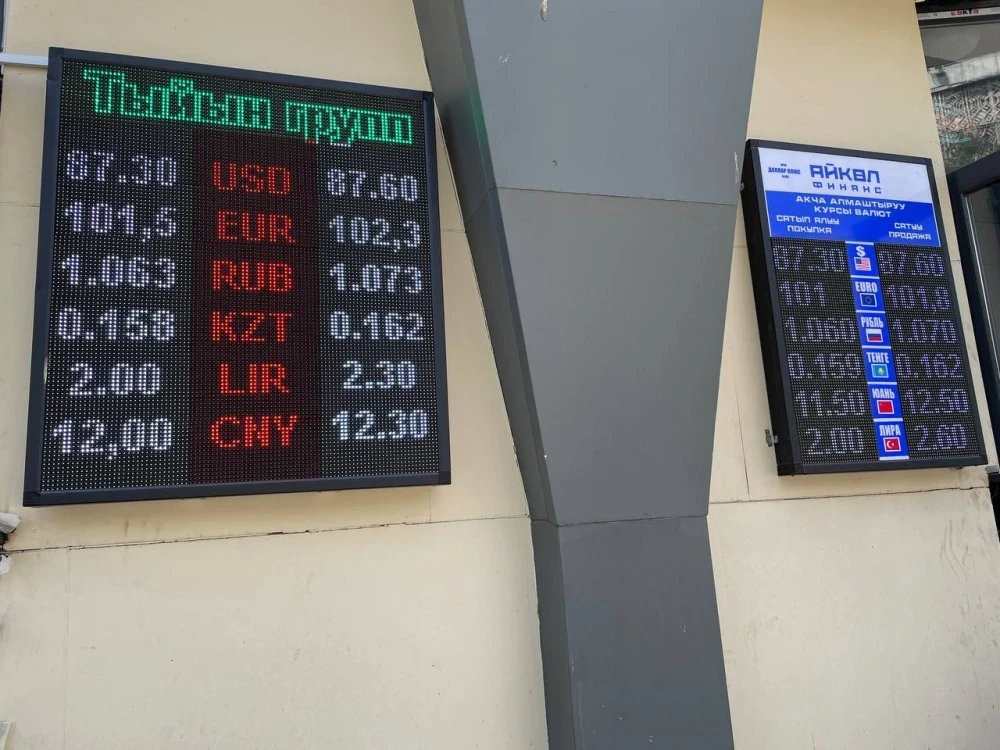 Тыйын групп
87.30 USD 87.60
101,5 EUR 102,3
1.063 RUB 1.073
0.158 KZT 0.162
2.00 LIR 2.30
12,00 CNY 12.30
ДОЛЛАР ПЛЮС
АЙКӨЛ
ФИНАНС
АКЧА АЛМАШТЫРУУ
КУРСЫ ВАЛЮТ
САТЫП АЛУУ САТУУ
ПОКУПКА ПРОДАЖА
87.30 $ 87.60
101 EURO 101,8
1.060 РУБЛЬ 1.070
0.159 ТЕНГЕ 0.162
11.50 ЮАНЬ 12.50
2.00 ЛИРА 2.60